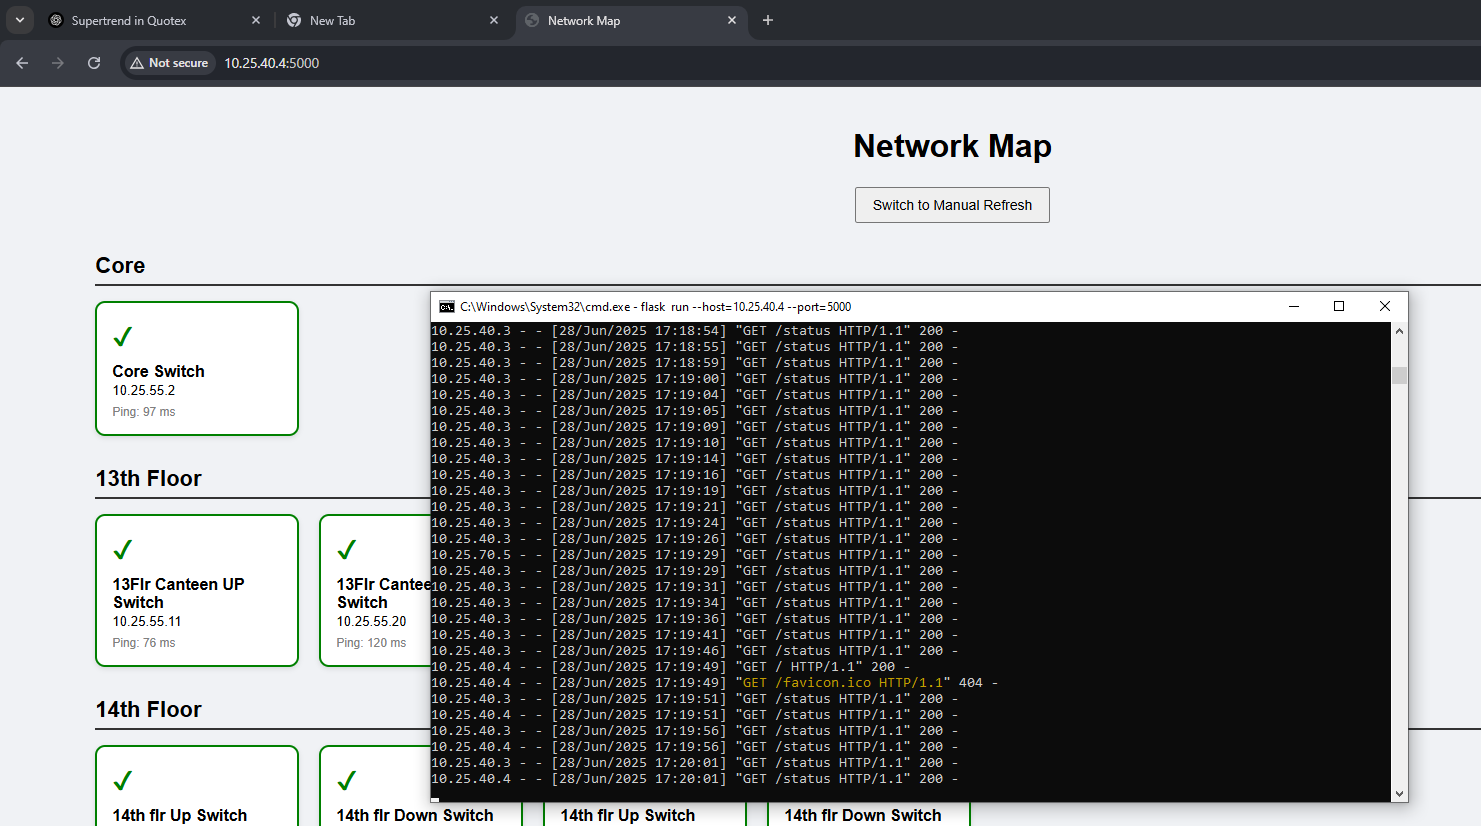 Supertrend in Quotex
New Tab
Network Map
Not secure
10.25.40.4:5000
Network Map
Switch to Manual Refresh
Core
✓
Core Switch
10.25.55.2
Ping: 97 ms
13th Floor
✓
13Flr Canteen UP
Switch
10.25.55.11
Ping: 76 ms
✓
13Flr Cantee
Switch
10.25.55.20
Ping: 120 ms
14th Floor
✓
14th flr Up Switch
✓
14th flr Down Switch
14th flr Up Switch
14th flr Down Switch
C:\Windows\System32\cmd.exe - flask run --host=10.25.40.4 --port=5000
10.25.40.3 - - [28/Jun/2025 17:18:54] "GET /status HTTP/1.1" 200 -
10.25.40.3 - - [28/Jun/2025 17:18:55] "GET /status HTTP/1.1" 200 -
10.25.40.3 - - [28/Jun/2025 17:18:59] "GET /status HTTP/1.1" 200 -
10.25.40.3 - - [28/Jun/2025 17:19:00] "GET /status HTTP/1.1" 200 -
10.25.40.3 - - [28/Jun/2025 17:19:04] "GET /status HTTP/1.1" 200 -
10.25.40.3 - - [28/Jun/2025 17:19:05] "GET /status HTTP/1.1" 200 -
10.25.40.3 - - [28/Jun/2025 17:19:09] "GET /status HTTP/1.1" 200 -
10.25.40.3 - - [28/Jun/2025 17:19:10] "GET /status HTTP/1.1" 200 -
10.25.40.3 - - [28/Jun/2025 17:19:14] "GET /status HTTP/1.1" 200 -
10.25.40.3 - - [28/Jun/2025 17:19:16] "GET /status HTTP/1.1" 200 -
10.25.40.3 - - [28/Jun/2025 17:19:19] "GET /status HTTP/1.1" 200 -
10.25.40.3 - - [28/Jun/2025 17:19:21] "GET /status HTTP/1.1" 200 -
10.25.40.3 - - [28/Jun/2025 17:19:24] "GET /status HTTP/1.1" 200 -
10.25.40.3 - - [28/Jun/2025 17:19:26] "GET /status HTTP/1.1" 200 -
10.25.70.5 - - [28/Jun/2025 17:19:29] "GET /status HTTP/1.1" 200 -
10.25.40.3 - - [28/Jun/2025 17:19:29] "GET /status HTTP/1.1" 200 -
10.25.40.3 - - [28/Jun/2025 17:19:31] "GET /status HTTP/1.1" 200 -
10.25.40.3 - - [28/Jun/2025 17:19:34] "GET /status HTTP/1.1" 200 -
10.25.40.3 - - [28/Jun/2025 17:19:36] "GET /status HTTP/1.1" 200 -
10.25.40.3 - - [28/Jun/2025 17:19:41] "GET /status HTTP/1.1" 200 -
10.25.40.3 - - [28/Jun/2025 17:19:46] "GET /status HTTP/1.1" 200 -
10.25.40.4 - - [28/Jun/2025 17:19:49] "GET / HTTP/1.1" 200 -
10.25.40.4 - - [28/Jun/2025 17:19:49] "GET /favicon.ico HTTP/1.1" 404 -
10.25.40.3 - - [28/Jun/2025 17:19:51] "GET /status HTTP/1.1" 200 -
10.25.40.4 - - [28/Jun/2025 17:19:51] "GET /status HTTP/1.1" 200 -
10.25.40.3 - - [28/Jun/2025 17:19:56] "GET /status HTTP/1.1" 200 -
10.25.40.4 - - [28/Jun/2025 17:19:56] "GET /status HTTP/1.1" 200 -
10.25.40.3 - - [28/Jun/2025 17:20:01] "GET /status HTTP/1.1" 200 -
10.25.40.4 - - [28/Jun/2025 17:20:01] "GET /status HTTP/1.1" 200 -